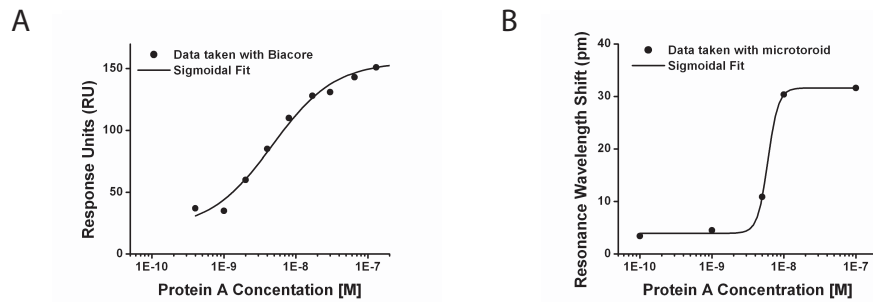 A
Data taken with Biacore
Sigmoidal Fit
150
100
50
0
Response Units (RU)
1E-10 1E-9 1E-8 1E-7
Protein A Concentation [M]
B
Data taken with microtoroid
Sigmoidal Fit
40
30
20
10
0
Resonance Wavelength Shift (pm)
1E-10 1E-9 1E-8 1E-7
Protein A Concentration [M]